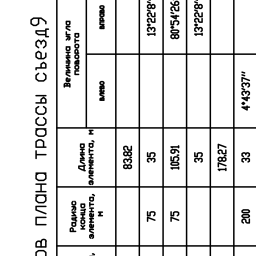 ов плана трассы съезд9
Величина угла
поворота
влево
вправо
Длина
элемента, м
Радиус
конца
элемента,
м
83.82
75 35 13°22'8"
75 105.91 80°54'26
35 13°22'8"
178.27
200 33 4°43'37"